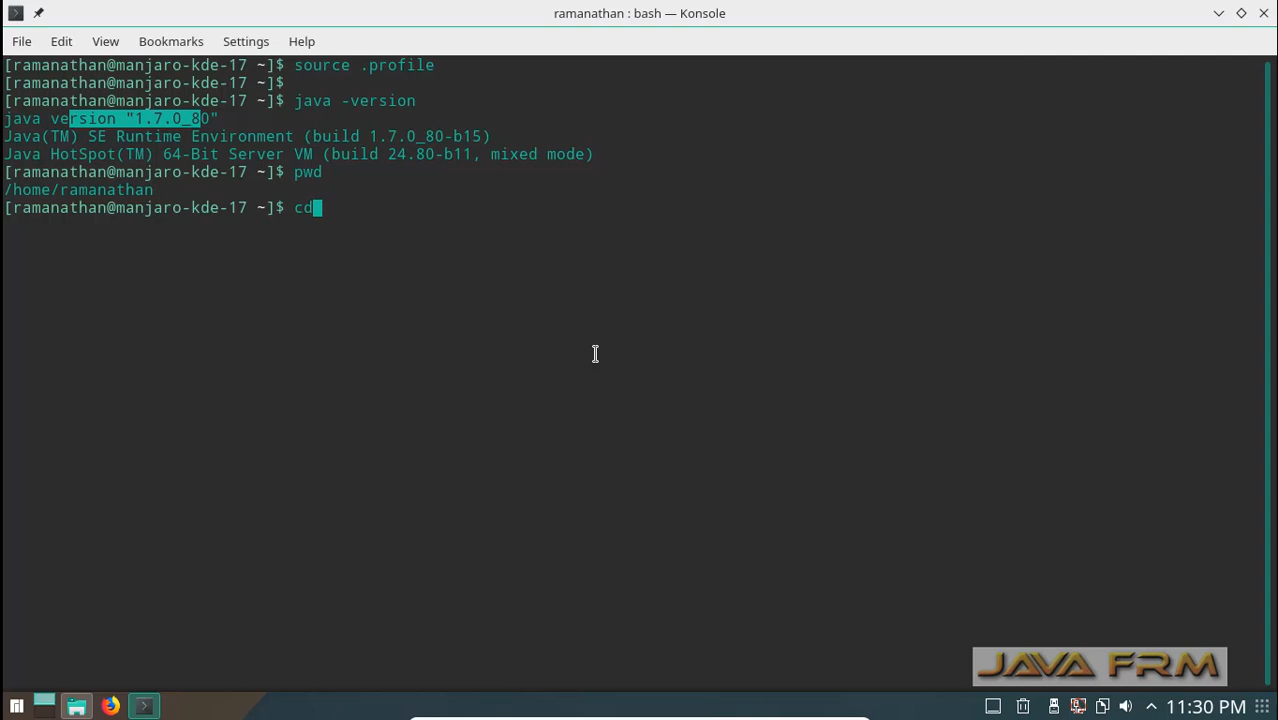 ramanathan : bash — Konsole
File Edit View Bookmarks Settings Help
[ramanathan@manjaro-kde-17 ~]$ source .profile
[ramanathan@manjaro-kde-17 ~]$
[ramanathan@manjaro-kde-17 ~]$ java -version
java version "1.7.0_80"
Java(TM) SE Runtime Environment (build 1.7.0_80-b15)
Java HotSpot(TM) 64-Bit Server VM (build 24.80-b11, mixed mode)
[ramanathan@manjaro-kde-17 ~]$ pwd
/home/ramanathan
[ramanathan@manjaro-kde-17 ~]$ cd
JAVA FRM
11:30 PM